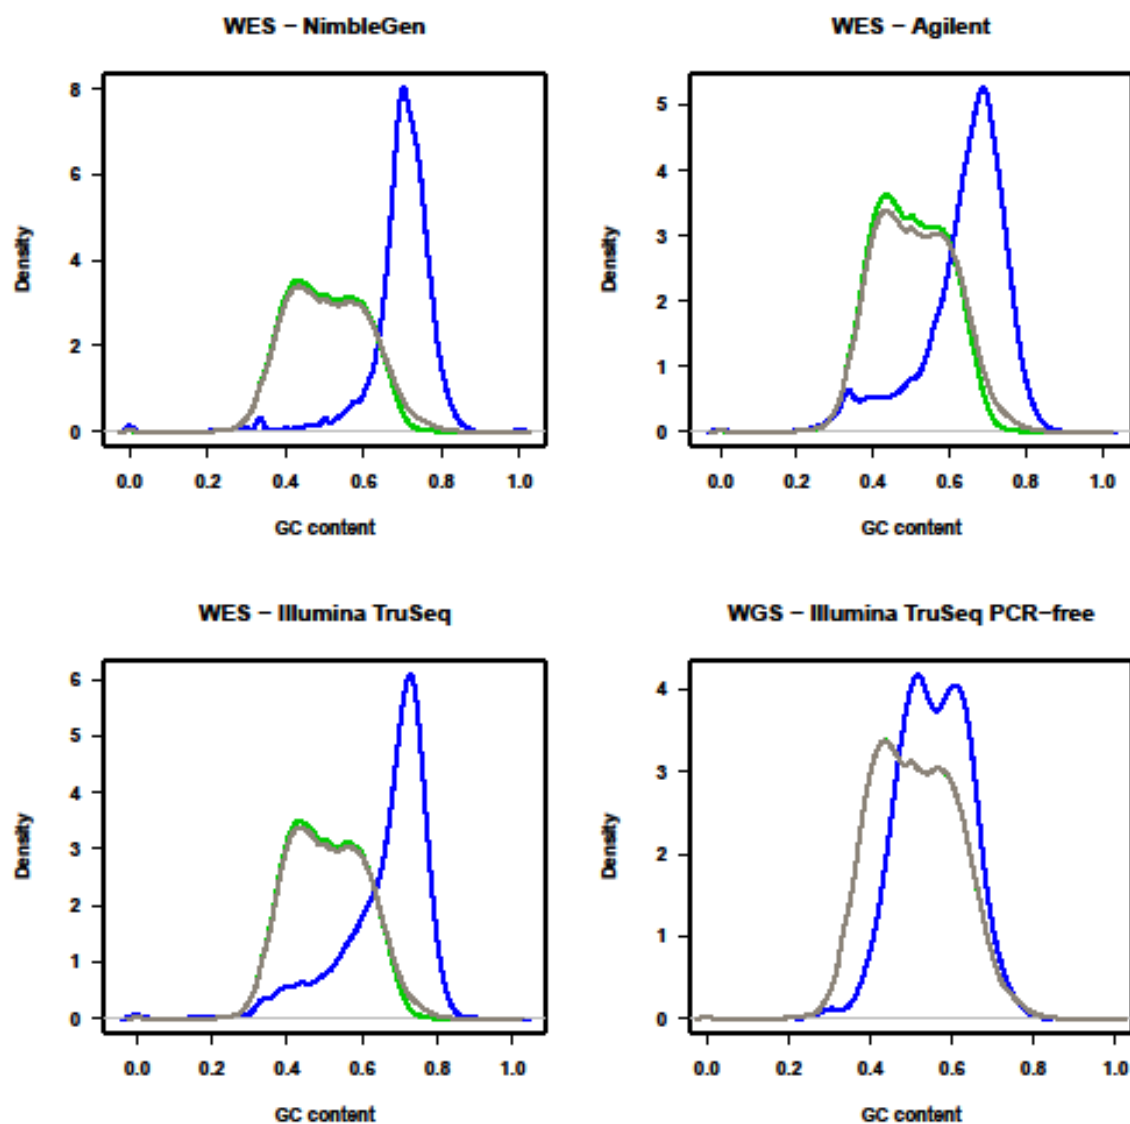 WES − NimbleGen
Density
8
6
4
2
0
0.0 0.2 0.4 0.6 0.8 1.0
GC content
WES − Agilent
Density
5
4
3
2
1
0
0.0 0.2 0.4 0.6 0.8 1.0
GC content
WES − Illumina TruSeq
Density
6
5
4
3
2
1
0
0.0 0.2 0.4 0.6 0.8 1.0
GC content
WGS − Illumina TruSeq PCR−free
Density
4
3
2
1
0
0.0 0.2 0.4 0.6 0.8 1.0
GC content